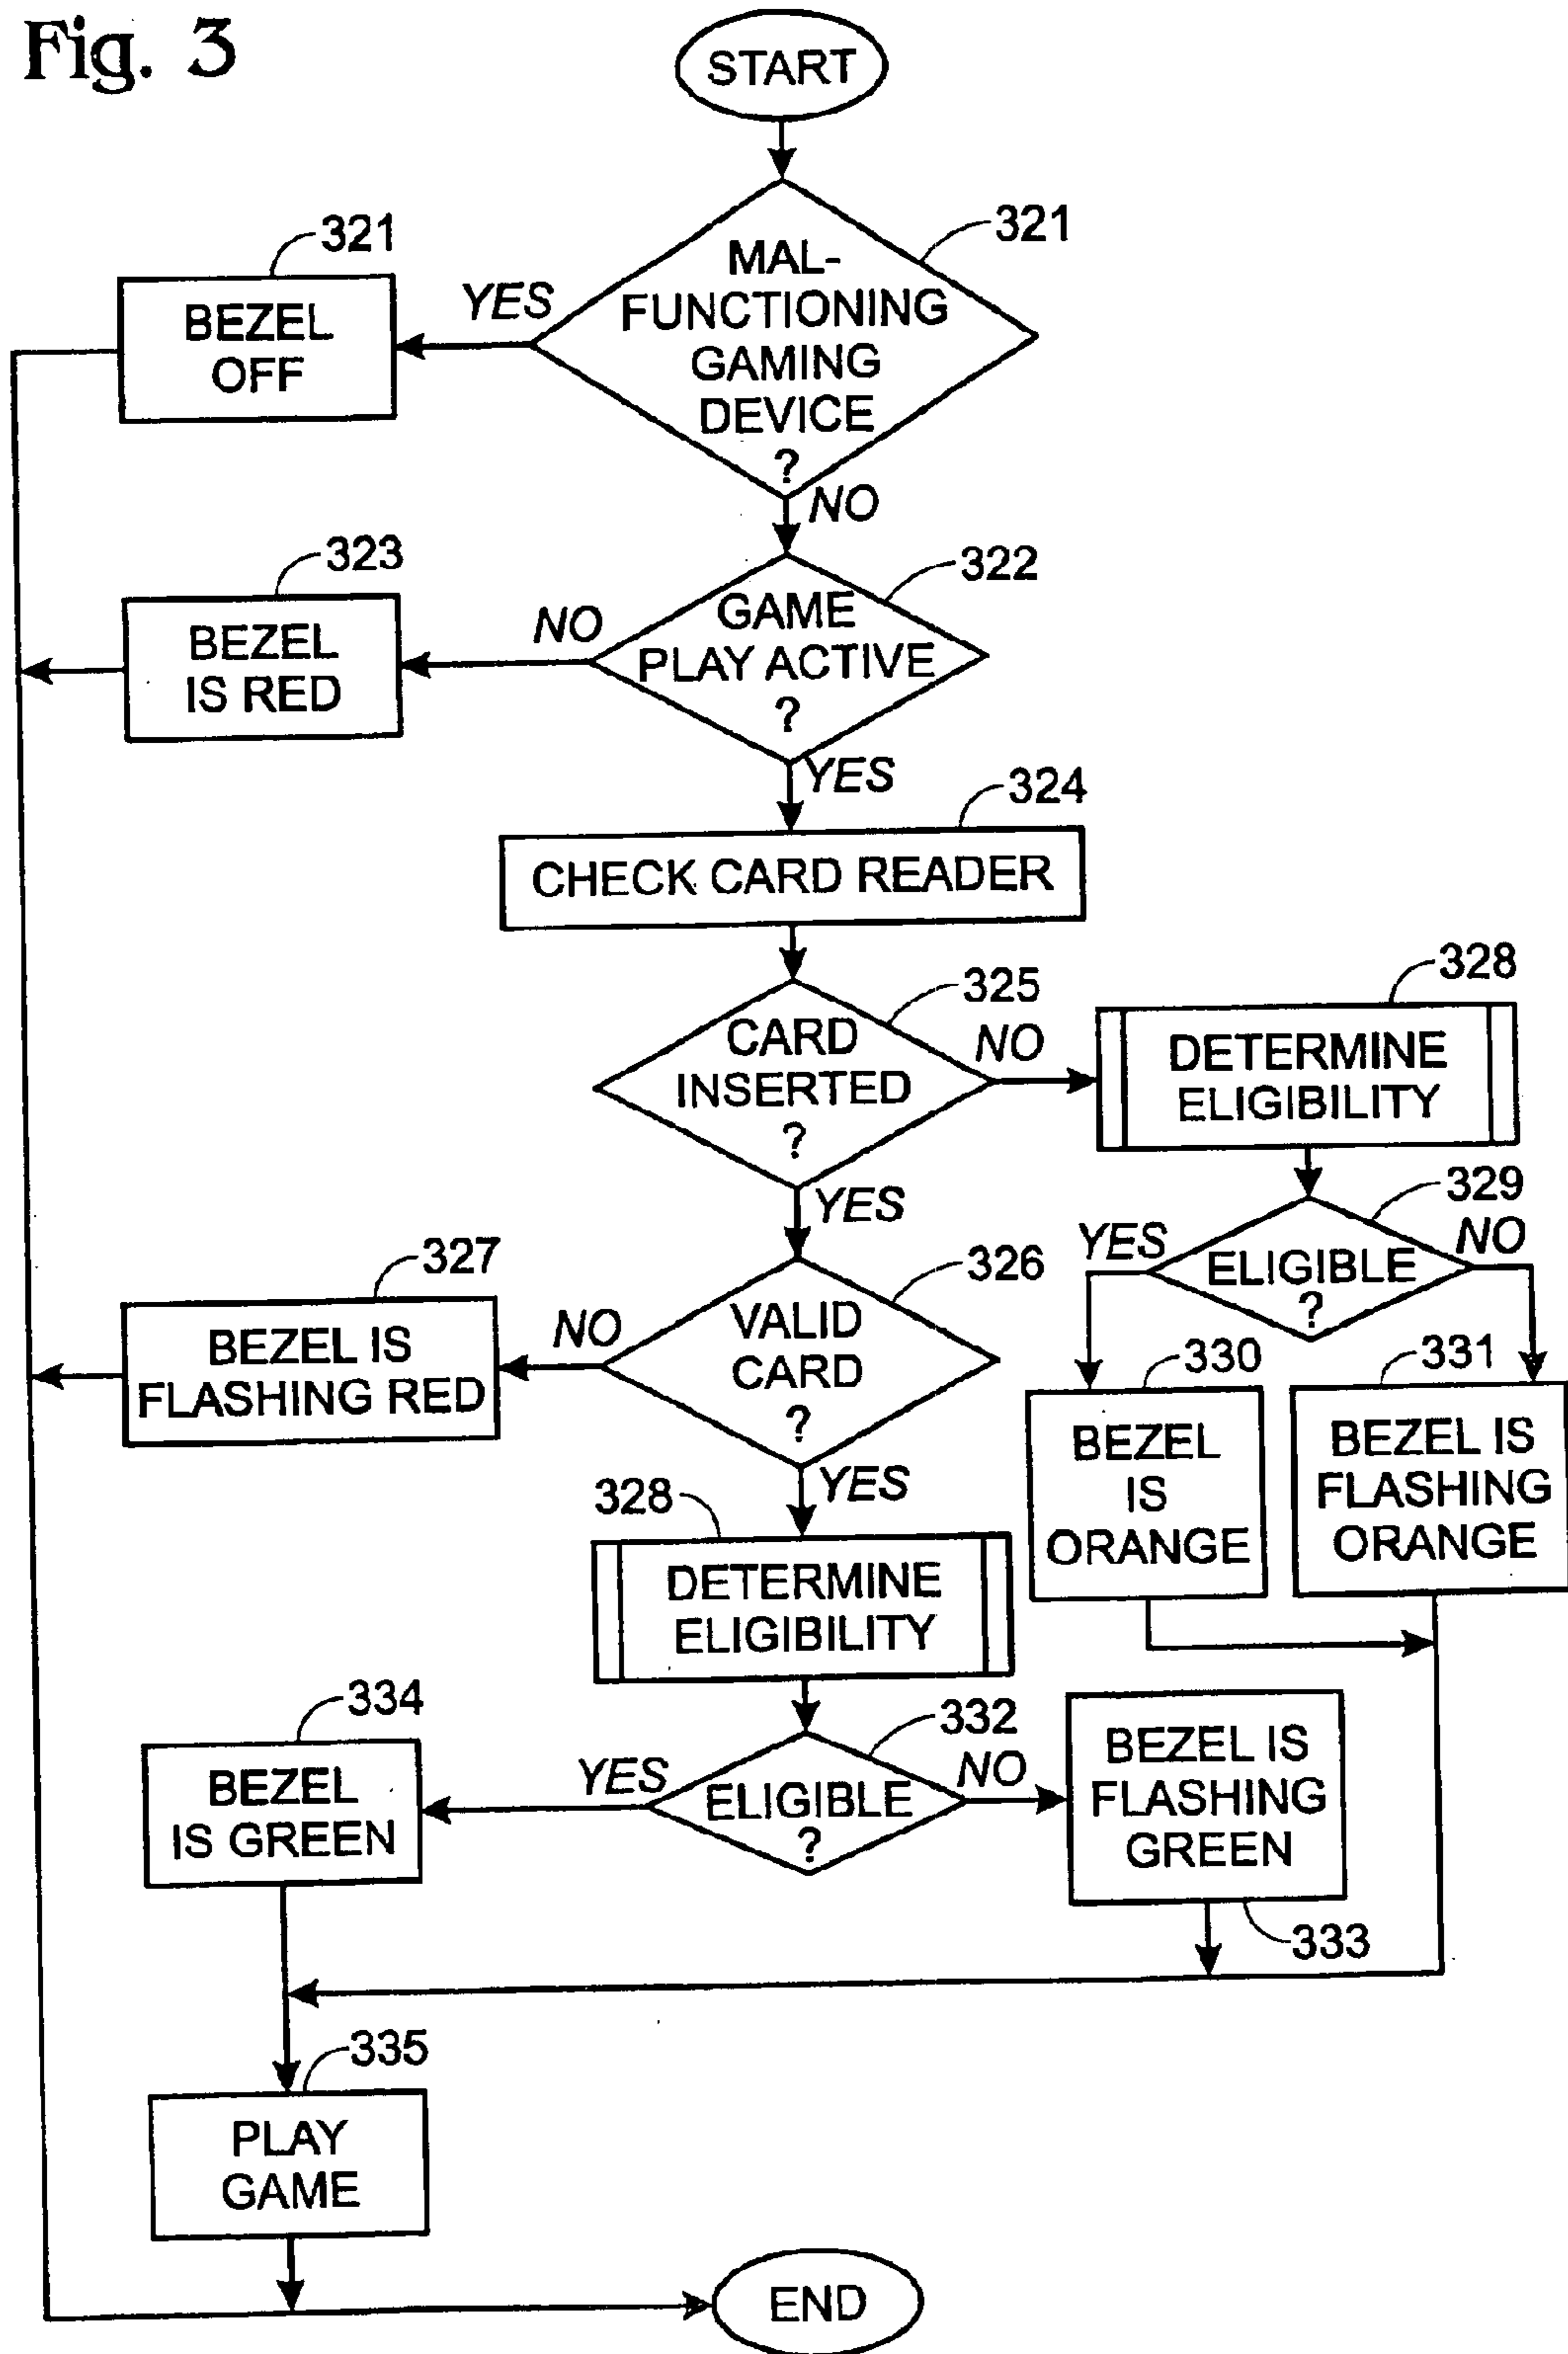 Fig. 3
START
321
MAL-
FUNCTIONING
GAMING
DEVICE
?
YES
321
BEZEL
OFF
NO
322
GAME
PLAY ACTIVE
?
NO
323
BEZEL
IS RED
YES
324
CHECK CARD READER
325
CARD
INSERTED
?
NO
328
DETERMINE
ELIGIBILITY
329
ELIGIBLE
?
YES
NO
330
BEZEL
IS
ORANGE
331
BEZEL IS
FLASHING
ORANGE
YES
326
VALID
CARD
?
NO
327
BEZEL IS
FLASHING RED
YES
328
DETERMINE
ELIGIBILITY
332
ELIGIBLE
?
YES
334
BEZEL
IS GREEN
NO
BEZEL IS
FLASHING
GREEN
333
335
PLAY
GAME
END